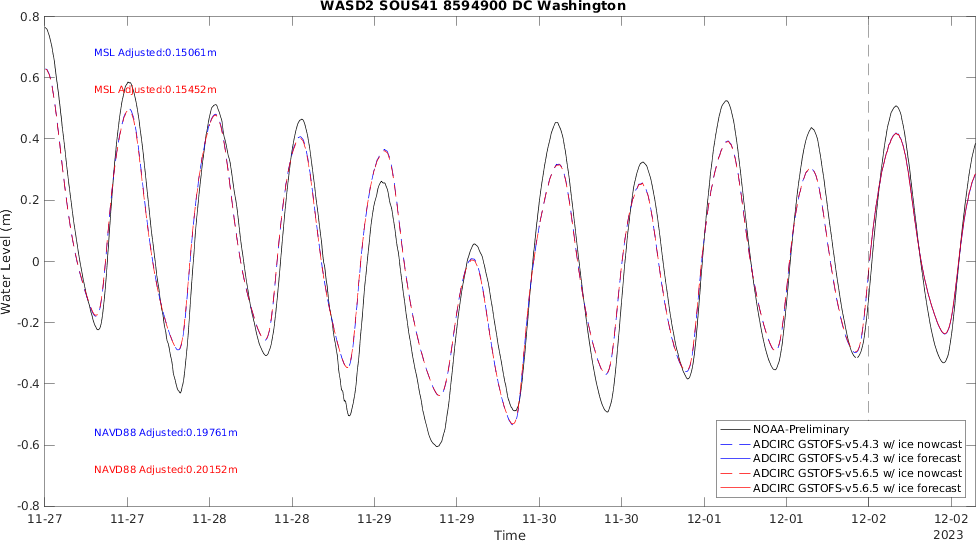 WASD2 SOUS41 8594900 DC Washington
0.8
0.6
0.4
0.2
0
-0.2
-0.4
-0.6
-0.8
Water Level (m)
MSL Adjusted:0.15061m
MSL Adjusted:0.15452m
NAVD88 Adjusted:0.19761m
NAVD88 Adjusted:0.20152m
NOAA-Preliminary
ADCIRC GSTOFS-v5.4.3 w/ ice nowcast
ADCIRC GSTOFS-v5.4.3 w/ ice forecast
ADCIRC GSTOFS-v5.6.5 w/ ice nowcast
ADCIRC GSTOFS-v5.6.5 w/ ice forecast
11-27 11-27 11-28 11-28 11-29 11-29 11-30 11-30 12-01 12-01 12-02 12-02
Time
2023